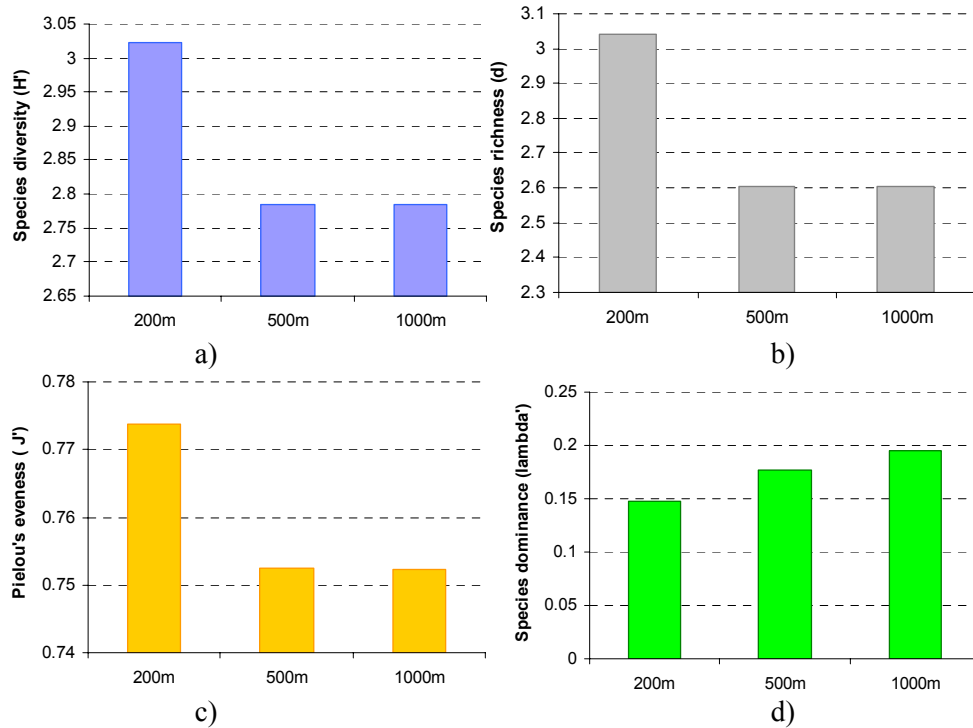 Species diversity (H')
3.05
3
2.95
2.9
2.85
2.8
2.75
2.7
2.65
200m 500m 1000m
a)
Species richness (d)
3.1
3
2.9
2.8
2.7
2.6
2.5
2.4
2.3
200m 500m 1000m
b)
Pielou's eveness ( J')
0.78
0.77
0.76
0.75
0.74
200m 500m 1000m
c)
Species dominance (lambda')
0.25
0.2
0.15
0.1
0.05
0
200m 500m 1000m
d)